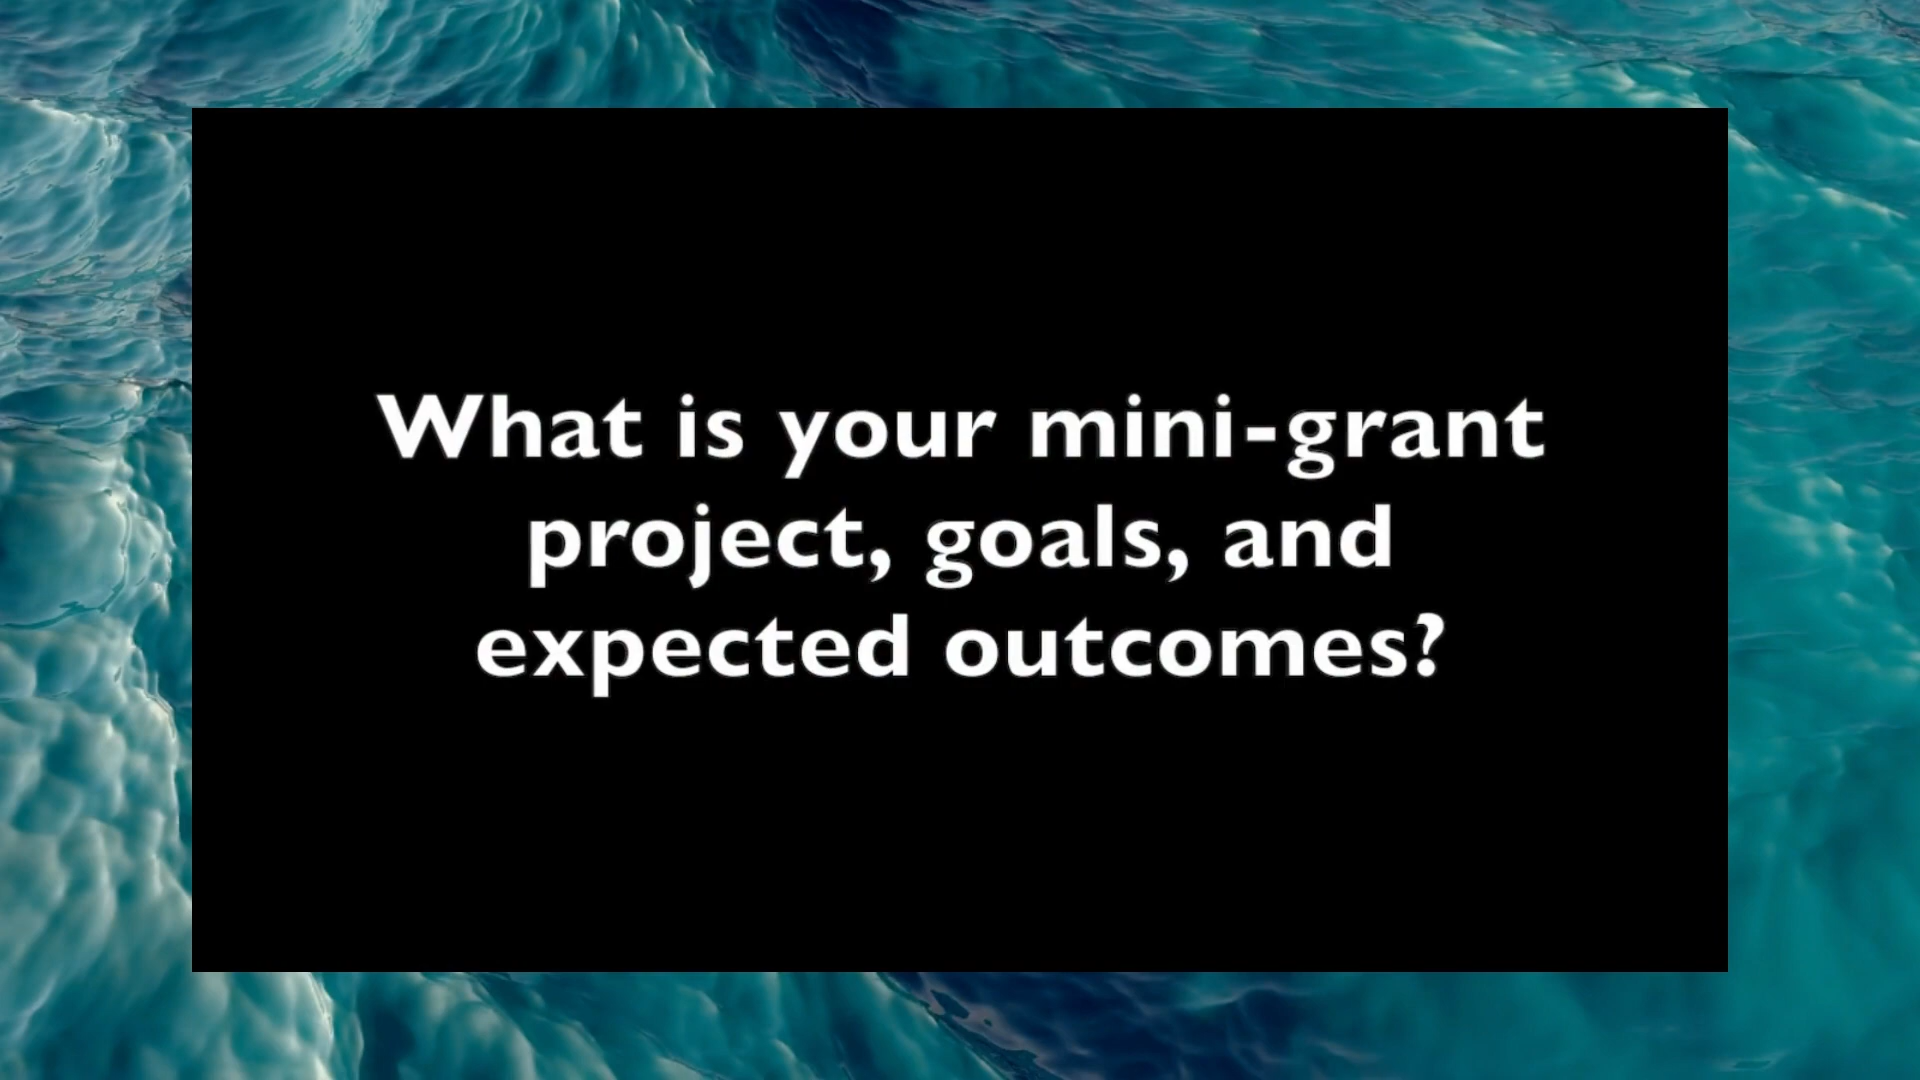 What is your mini-grant
project, goals, and
expected outcomes?